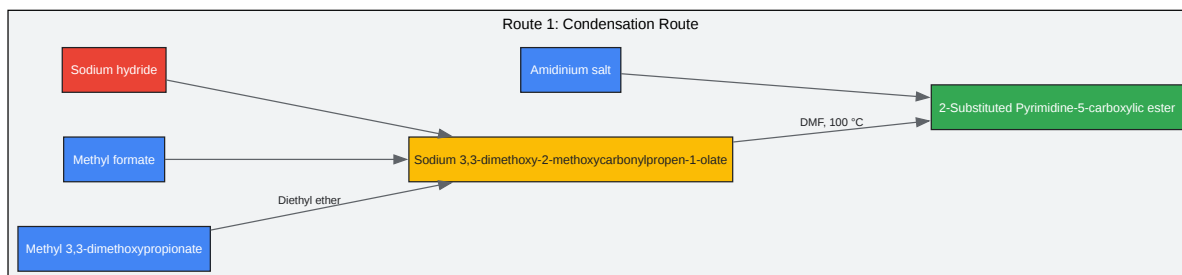 Route 1: Condensation Route
Sodium hydride
Amidinium salt
2-Substituted Pyrimidine-5-carboxylic ester
DMF, 100 °C
Methyl formate
Sodium 3,3-dimethoxy-2-methoxycarbonylpropen-1-olate
Diethyl ether
Methyl 3,3-dimethoxypropionate